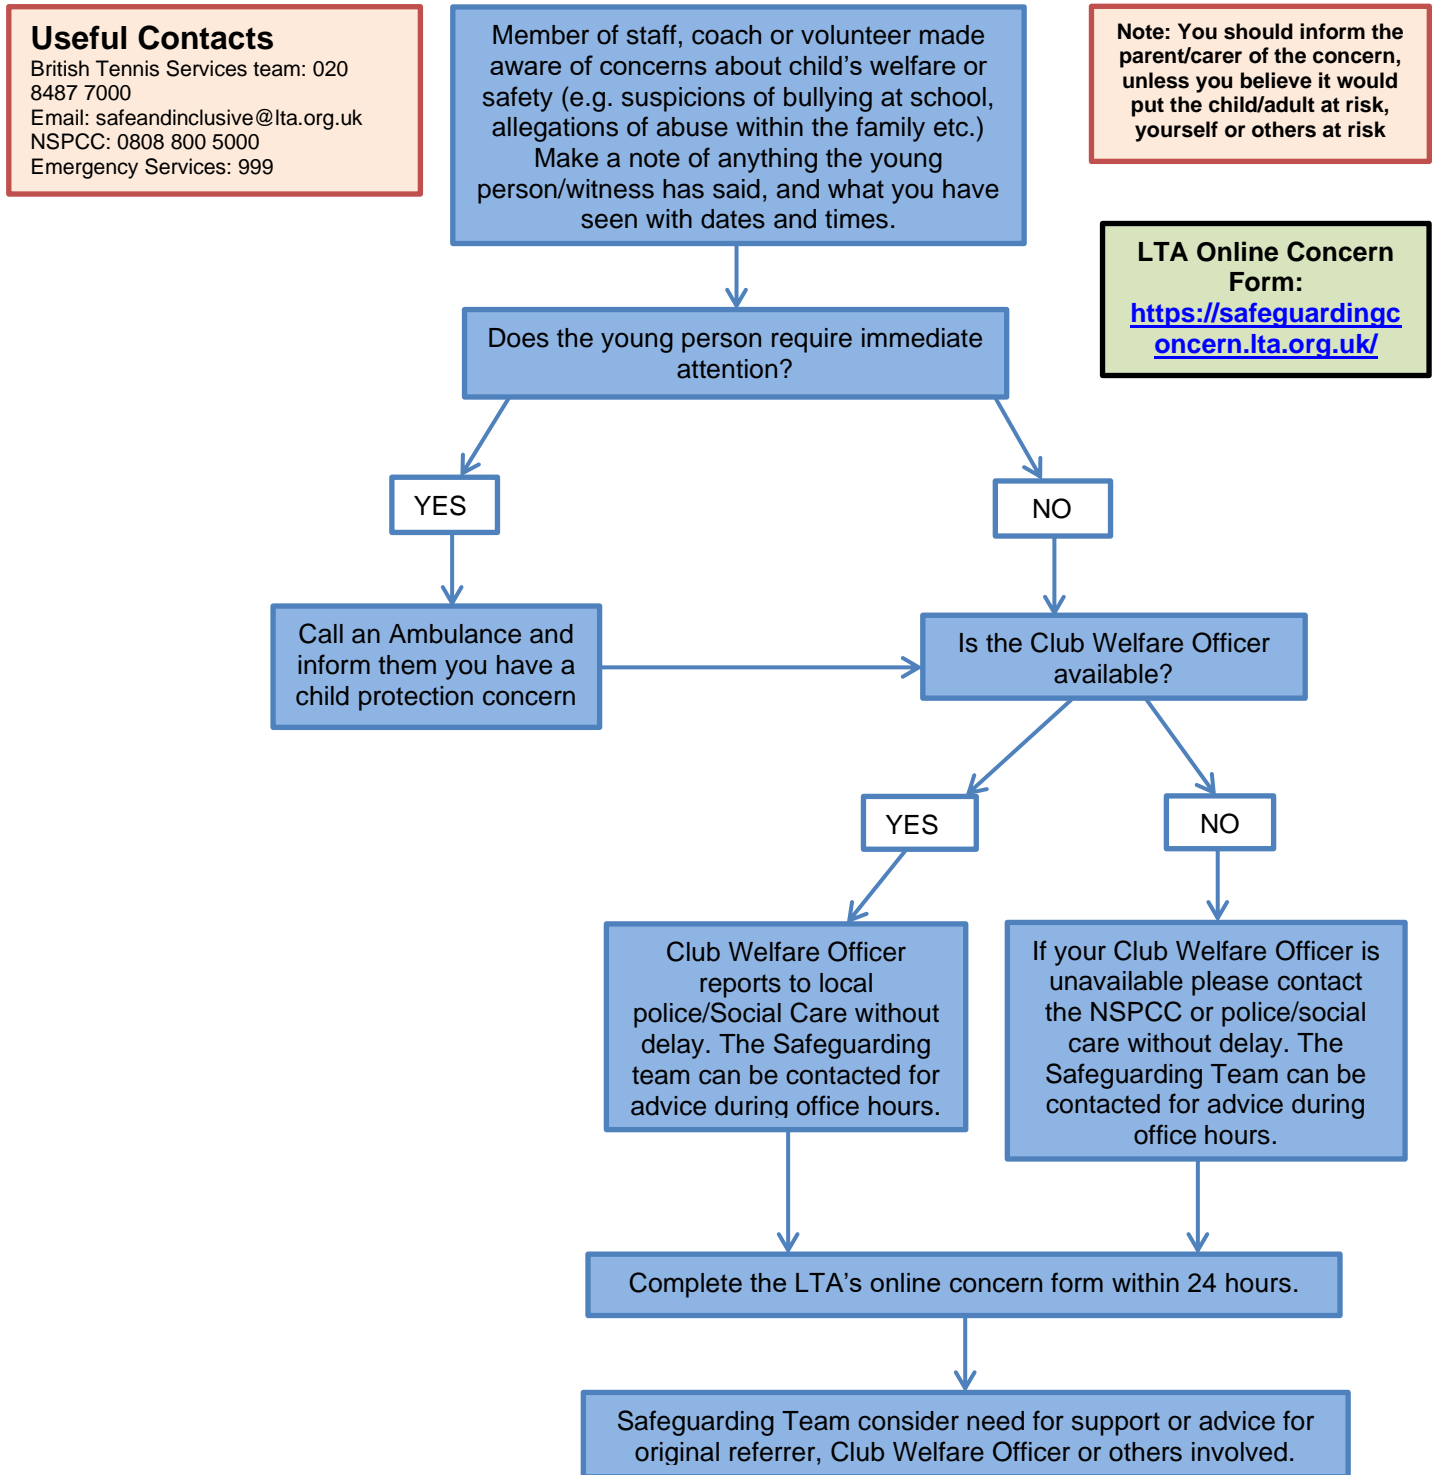 Useful Contacts
British Tennis Services team: 020
8487 7000
Email: safeandinclusive@lta.org.uk
NSPCC: 0808 800 5000
Emergency Services: 999
Member of staff, coach or volunteer made
aware of concerns about child’s welfare or
safety (e.g. suspicions of bullying at school,
allegations of abuse within the family etc.)
Make a note of anything the young
person/witness has said, and what you have
seen with dates and times.
Note: You should inform the
parent/carer of the concern,
unless you believe it would
put the child/adult at risk,
yourself or others at risk
LTA Online Concern
Form:
https://safeguardingc
oncern.lta.org.uk/
Does the young person require immediate
attention?
YES
NO
Call an Ambulance and
inform them you have a
child protection concern
Is the Club Welfare Officer
available?
YES
NO
Club Welfare Officer
reports to local
police/Social Care without
delay. The Safeguarding
team can be contacted for
advice during office hours.
If your Club Welfare Officer is
unavailable please contact
the NSPCC or police/social
care without delay. The
Safeguarding Team can be
contacted for advice during
office hours.
Complete the LTA’s online concern form within 24 hours.
Safeguarding Team consider need for support or advice for
original referrer, Club Welfare Officer or others involved.